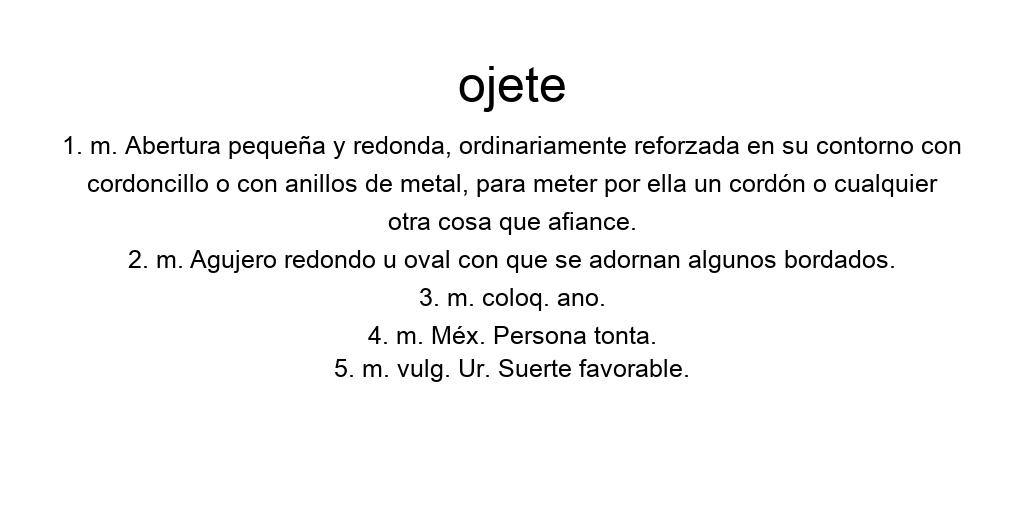 ojete
1. m. Abertura pequeña y redonda, ordinariamente reforzada en su contorno con
cordoncillo o con anillos de metal, para meter por ella un cordón o cualquier
otra cosa que afiance.
2. m. Agujero redondo u oval con que se adornan algunos bordados.
3. m. coloq. ano.
4. m. Méx. Persona tonta.
5. m. vulg. Ur. Suerte favorable.